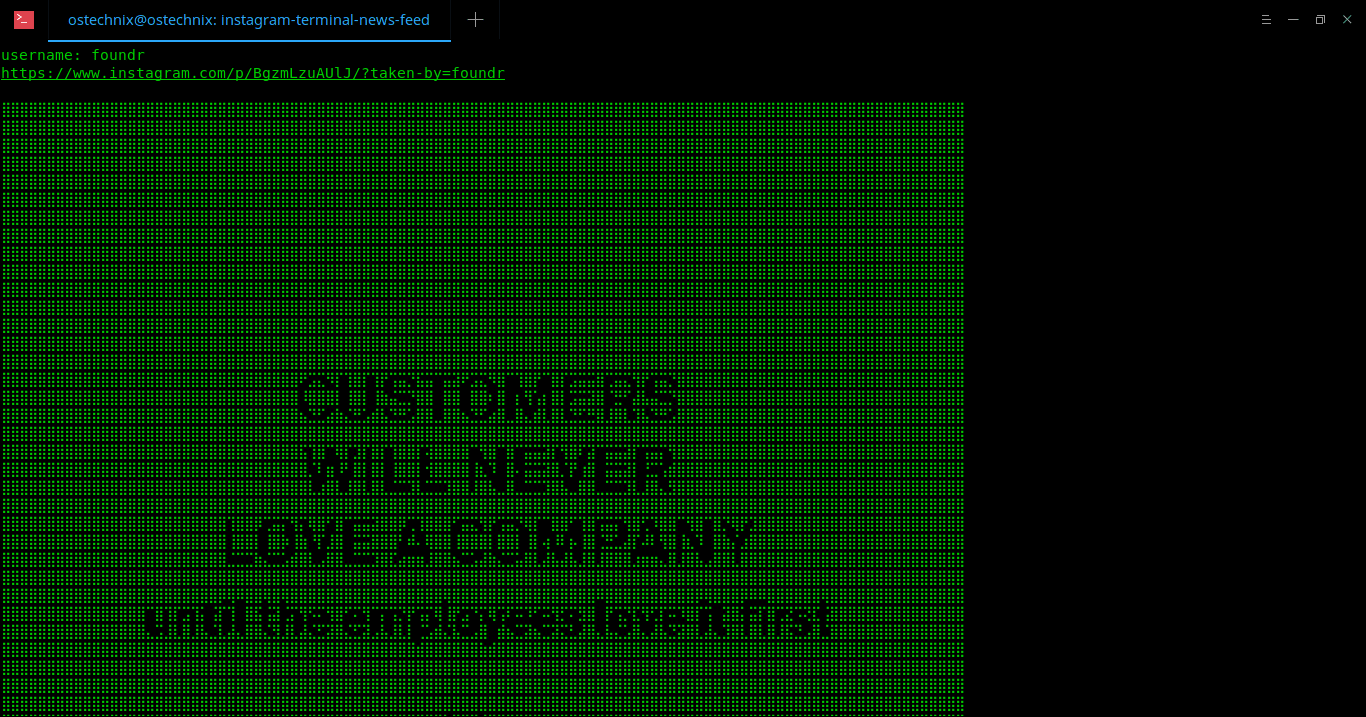 ostechnix@ostechnix: instagram-terminal-news-feed
username: foundr
https://www.instagram.com/p/BgzmLzuAUlJ/?taken-by=foundr
CUSTOMERS
WILL NEVER
LOVE A COMPANY
until the employees love it first